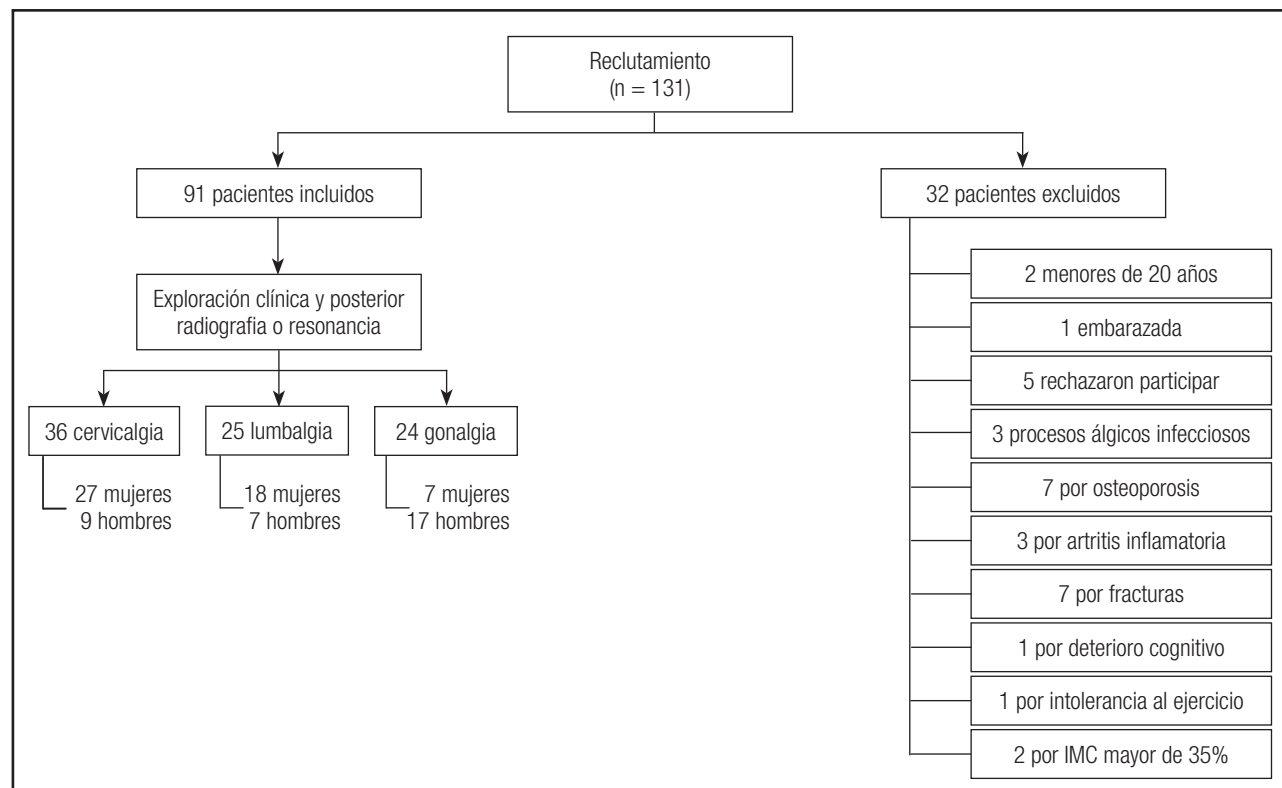 Reclutamiento
(n = 131)
91 pacientes incluidos
32 pacientes excluidos
Exploración clínica y posterior
radiografia o resonancia
36 cervicalgia
25 lumbalgia
24 gonalgia
27 mujeres
9 hombres
18 mujeres
7 hombres
7 mujeres
17 hombres
2 menores de 20 años
1 embarazada
5 rechazaron participar
3 procesos álgicos infecciosos
7 por osteoporosis
3 por artritis inflamatoria
7 por fracturas
1 por deterioro cognitivo
1 por intolerancia al ejercicio
2 por IMC mayor de 35%